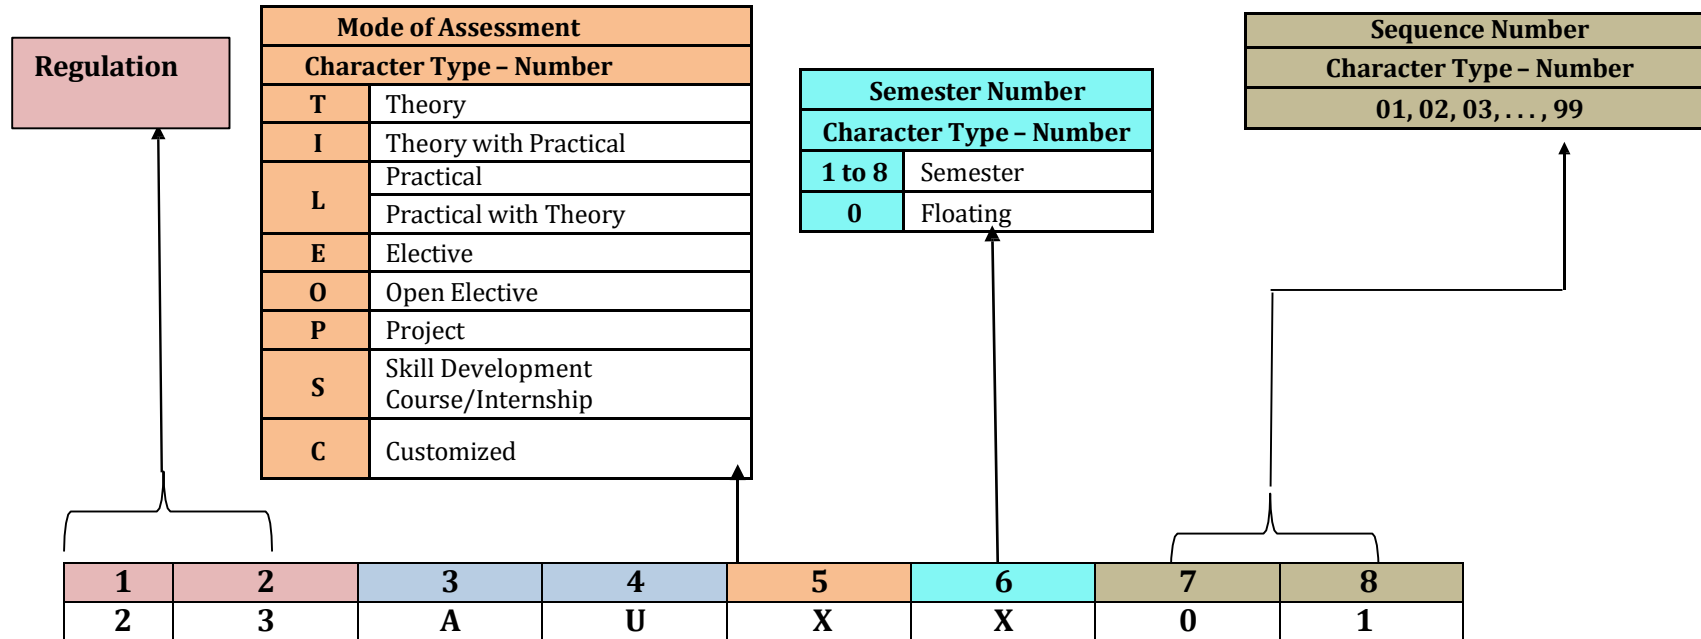 Regulation
Mode of Assessment
Character Type – Number
T Theory
I Theory with Practical
L Practical
Practical with Theory
E Elective
O Open Elective
P Project
S Skill Development
Course/Internship
C Customized
Semester Number
Character Type – Number
1 to 8 Semester
0 Floating
Sequence Number
Character Type – Number
01, 02, 03, . . . , 99
1 2 3 4 5 6 7 8
2 3 A U X X 0 1